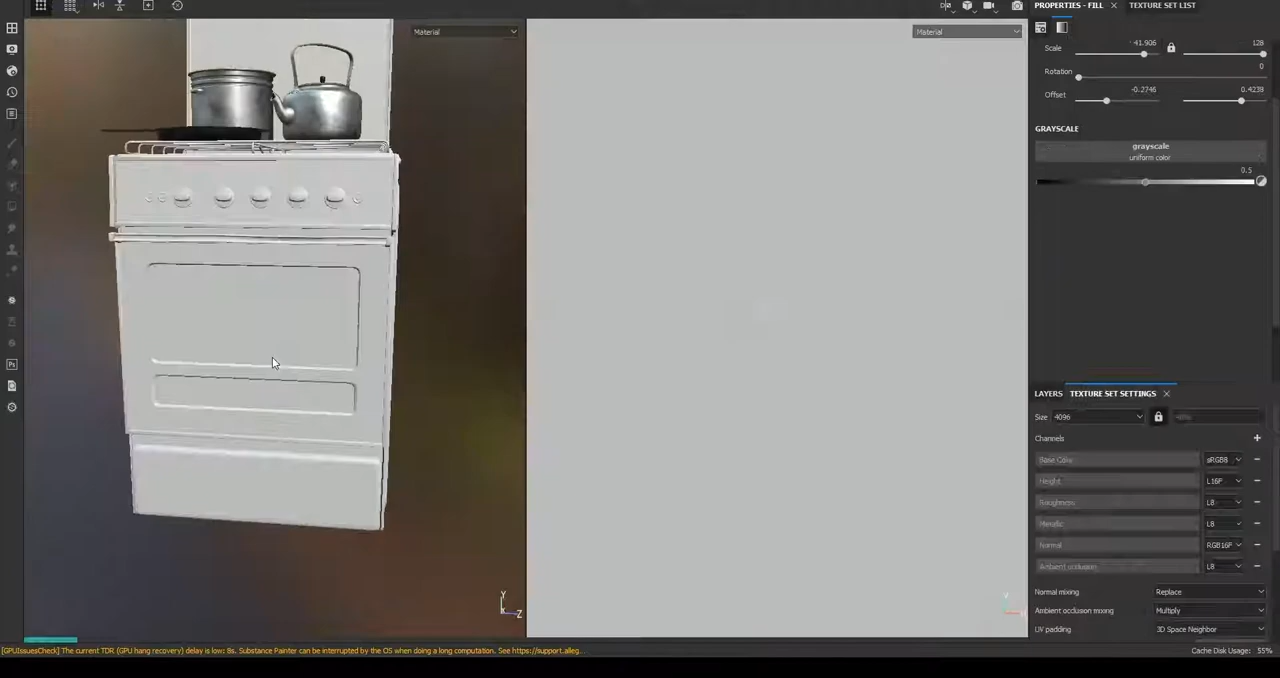 PROPERTIES - FILL
TEXTURE SET LIST
Material
Material
Scale
41.906
128
Rotation
0
Offset
-0.2746
0.4239
GRAYSCALE
grayscale
uniform color
0.5
LAYERS
TEXTURE SET SETTINGS
Size
4096
4096
Channels
Base Color
sRGB8
Height
L16F
Roughness
L8
Metallic
L8
Normal
RGB16F
Ambient occlusion
L8
Normal mixing
Replace
Ambient occlusion mixing
Multiply
UV padding
3D Space Neighbor
Y
Z
Ps
[GPUIssuesCheck] The current TDR (GPU hang recovery) delay is low: 8s. Substance Painter can be interrupted by the OS when doing a long computation. See https://support.alleg...
Cache Disk Usage: 55%